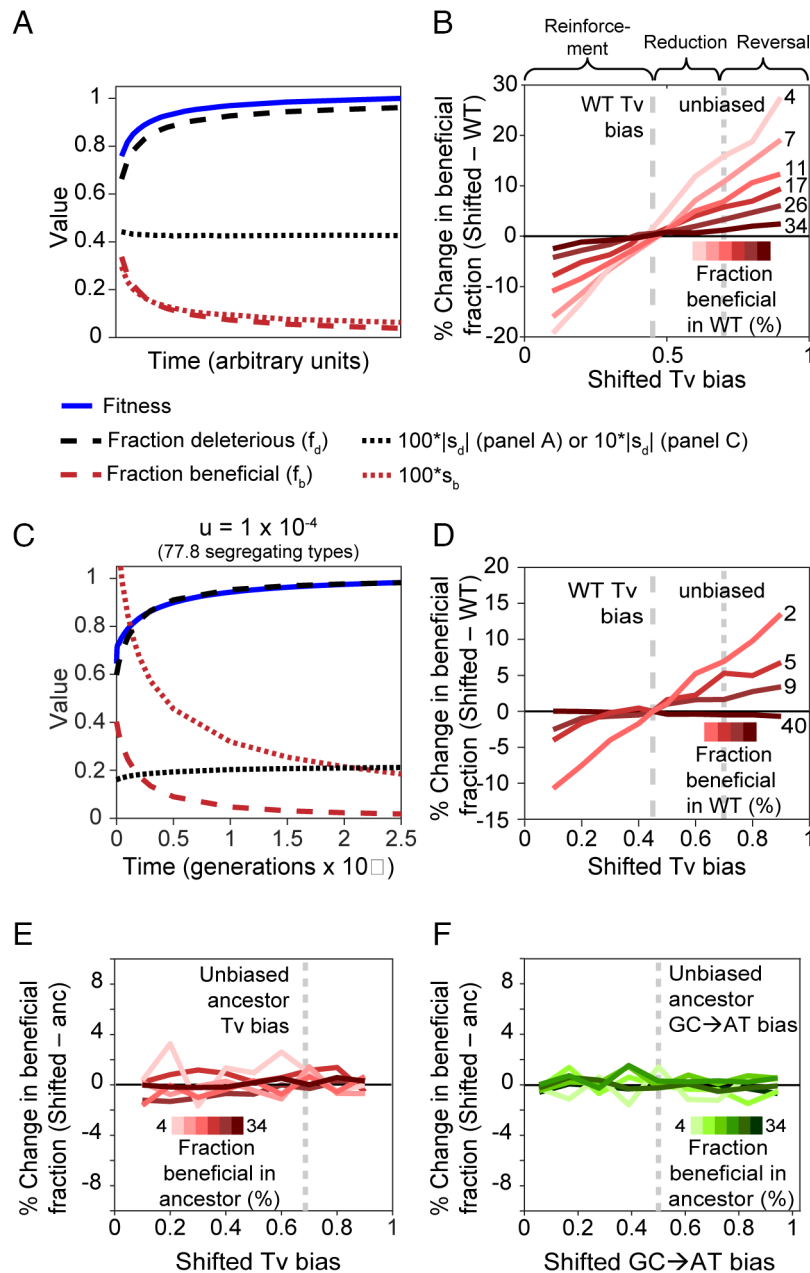 A
Value
1
0.8
0.6
0.4
0.2
0
Time (arbitrary units)
B
Reinforce-
ment
Reduction
Reversal
% Change in beneficial
fraction (Shifted – WT)
30
20
10
0
-10
-20
WT Tv
bias
unbiased
4
7
11
17
26
34
Fraction
beneficial
in WT (%)
0
0.5
1
Shifted Tv bias
Fitness
Fraction deleterious (fd)
Fraction beneficial (fb)
100*|sd| (panel A) or 10*|sd| (panel C)
100*sb
C
u = 1 x 10-4
(77.8 segregating types)
Value
1
0.8
0.6
0.4
0.2
0
0
0.5
1
1.5
2
2.5
Time (generations x 10□)
D
% Change in beneficial
fraction (Shifted – WT)
20
15
10
5
0
-5
-10
-15
WT Tv
bias
unbiased
2
5
9
40
Fraction
beneficial
in WT (%)
0
0.2
0.4
0.6
0.8
1
Shifted Tv bias
E
% Change in beneficial
fraction (Shifted – anc)
8
4
0
-4
-8
Unbiased
ancestor
Tv bias
4
34
Fraction
beneficial in
ancestor (%)
0
0.2
0.4
0.6
0.8
1
Shifted Tv bias
F
% Change in beneficial
fraction (Shifted – anc)
8
4
0
-4
-8
Unbiased
ancestor
GC→AT bias
4
34
Fraction
beneficial in
ancestor (%)
0
0.2
0.4
0.6
0.8
1
Shifted GC→AT bias